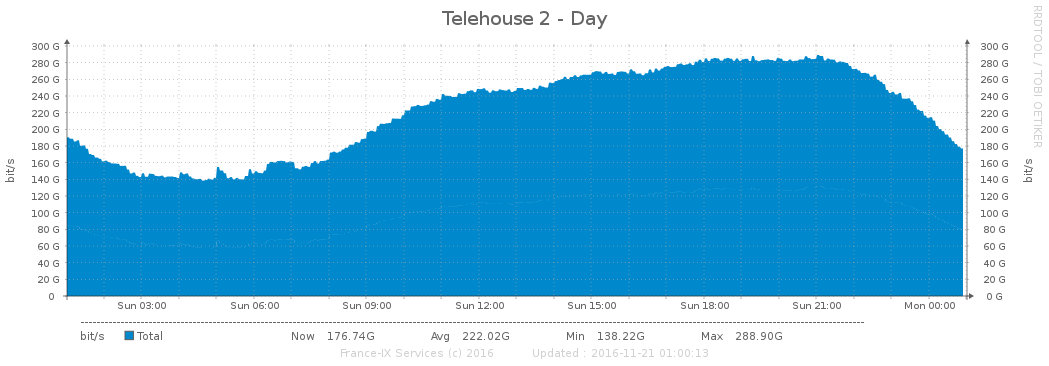 Telehouse 2 - Day
RRDTOOL / TOBI OETIKER
300 G 300 G
280 G 280 G
260 G 260 G
240 G 240 G
220 G 220 G
200 G 200 G
180 G 180 G
160 G 160 G
140 G 140 G
120 G 120 G
100 G 100 G
80 G 80 G
60 G 60 G
40 G 40 G
20 G 20 G
0 0 G
bit/s
bit/s
Sun 03:00 Sun 06:00 Sun 09:00 Sun 12:00 Sun 15:00 Sun 18:00 Sun 21:00 Mon 00:00
bit/s Total Now 176.74G Avg 222.02G Min 138.22G Max 288.90G
France-IX Services (c) 2016 Updated : 2016-11-21 01:00:13